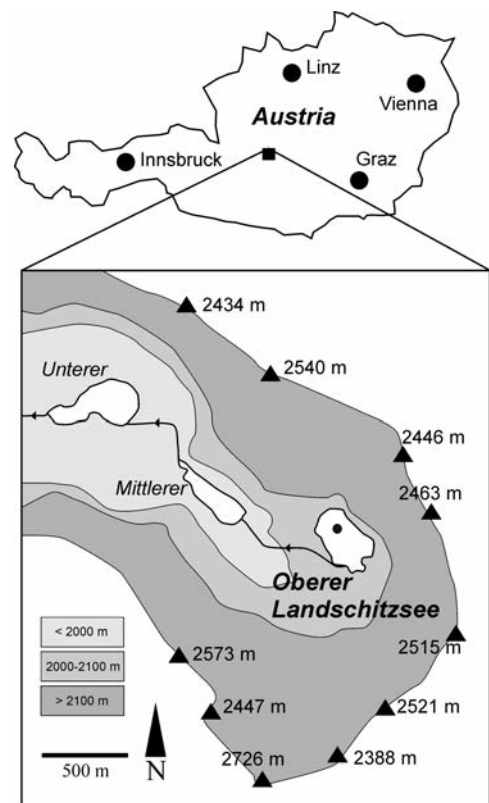 Linz
Vienna
Austria
Innsbruck
Graz
2434 m
2540 m
Unterer
2446 m
2463 m
Mittlerer
Oberer
Landschitzsee
< 2000 m
2000-2100 m
> 2100 m
2573 m
2515 m
2447 m
2521 m
2726 m
2388 m
500 m
N